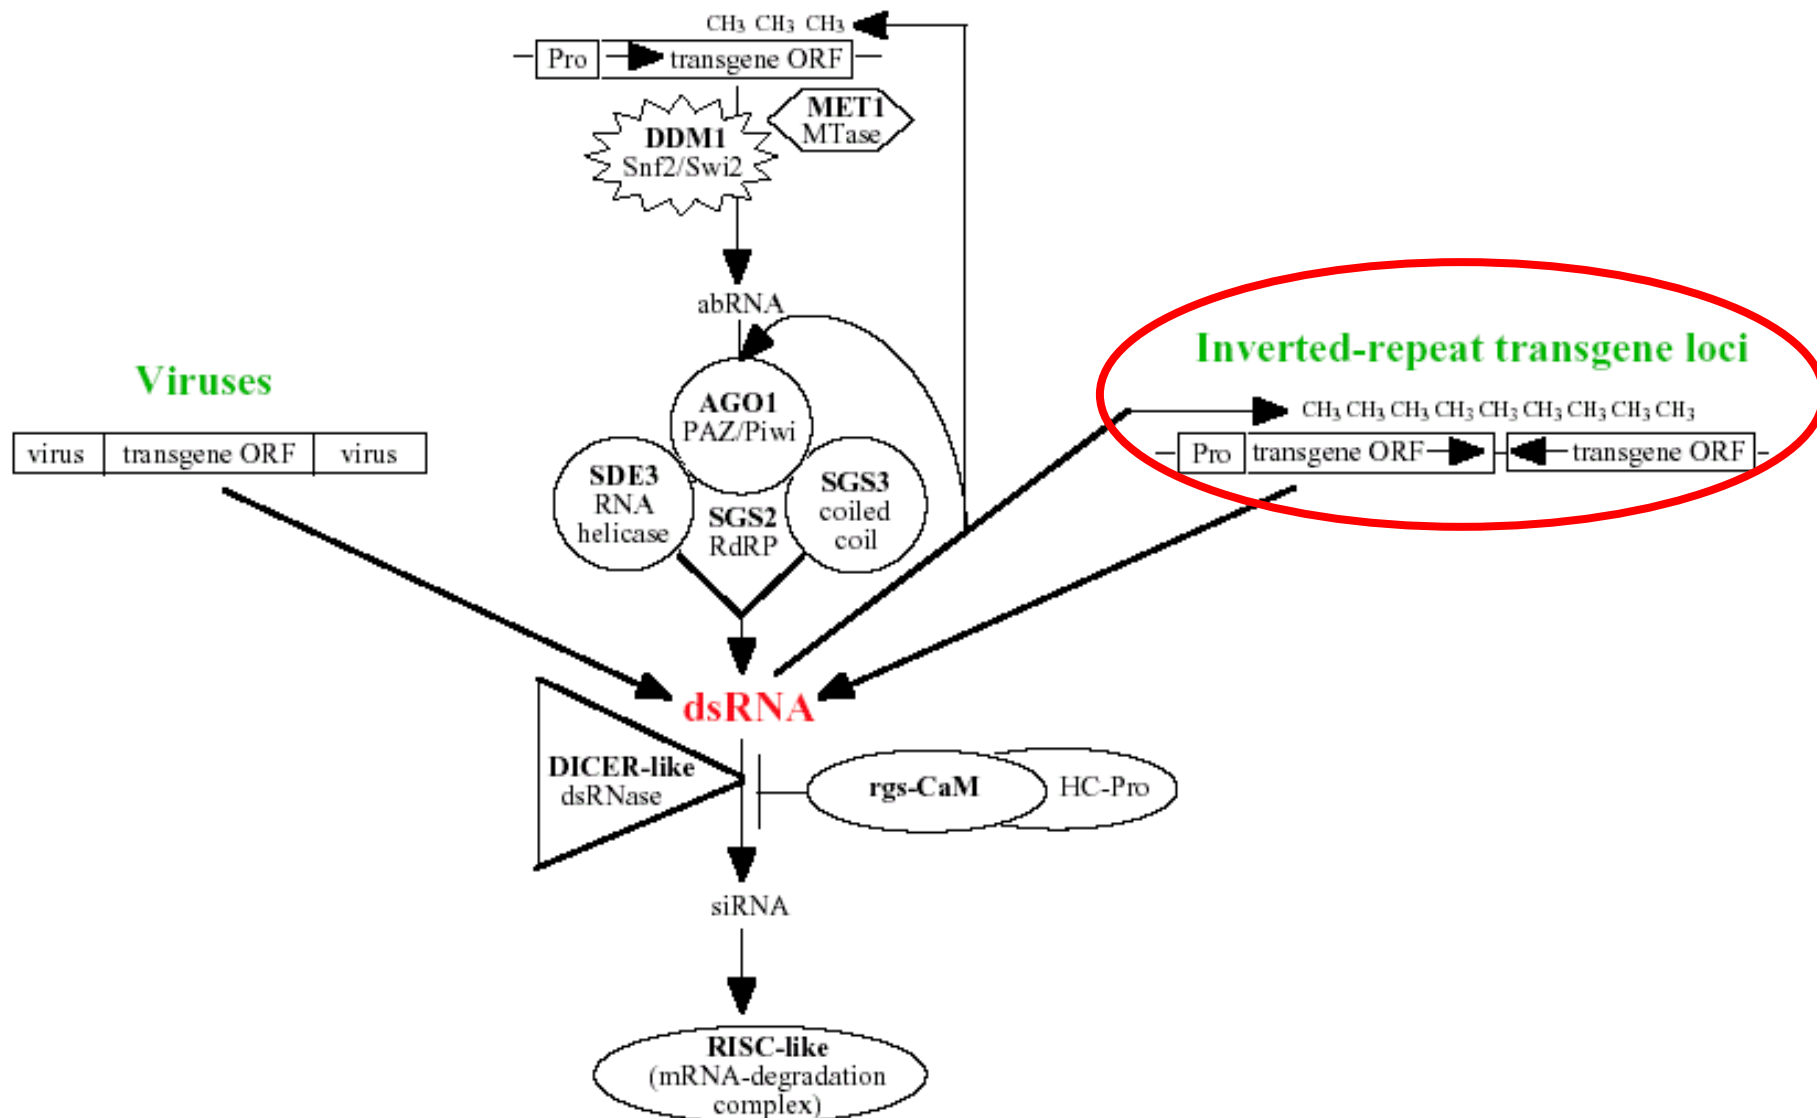 CH₃ CH₃ CH₃
Pro transgene ORF
MET1
MTase
DDM1
Snf2/Swi2
abRNA
Viruses
virus transgene ORF virus
AGO1
PAZ/Piwi
SDE3
RNA
helicase
SGS2
RdRP
SGS3
coiled
coil
Inverted-repeat transgene loci
CH₃ CH₃ CH₃ CH₃ CH₃ CH₃ CH₃ CH₃ CH₃
Pro transgene ORF transgene ORF
dsRNA
DICER-like
dsRNase
rgs-CaM HC-Pro
siRNA
RISC-like
(mRNA-degradation
complex)